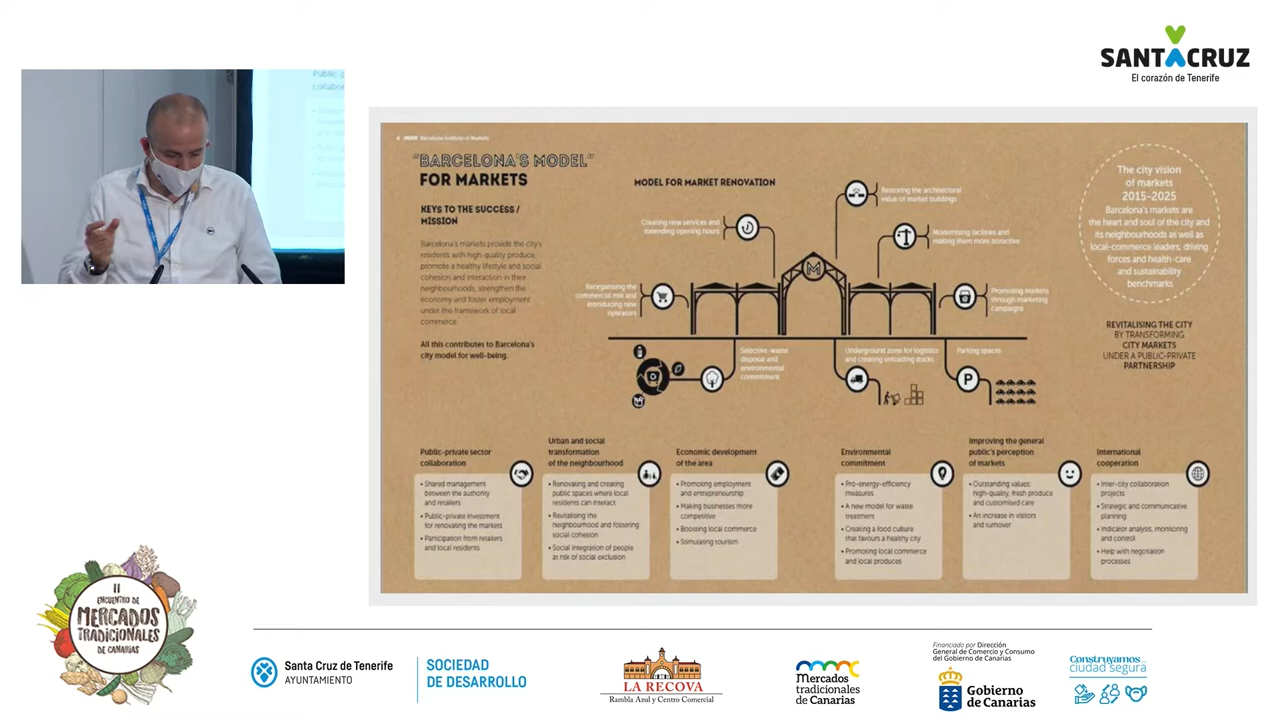 SANTACRUZ
El corazón de Tenerife
Public-p
Barcelona Institute of Markets
"BARCELONA'S MODEL"
FOR MARKETS
KEYS TO THE SUCCESS /
MISSION
Barcelona's markets provide the city's
residents with high quality produce,
promote a healthy lifestyle and social
cohesion and interaction in their
neighbourhoods, strengthen the
economy and foster employment
under the framework of local
commerce.
All this contributes to Barcelona's
city model for well-being.
MODEL FOR MARKET RENOVATION
Restoring the architectural
value of market buildings
Creating new services and
extending opening hours
Modernising facilities and
making them more attractive
M
Reorganising the
commercial mix and
introducing new
operators
Promoting markets
through marketing
campaigns
Selective-waste
disposal and
environmental
commitment
Underground zone for logistics
and creating unloading docks
Parking spaces
P
The city vision
of markets
2015-2025
Barcelona's markets are
the heart and soul of the city and
its neighbourhoods as well as
local-commerce leaders, driving
forces and health-care
and sustainability
benchmarks
REVITALISING THE CITY
BY TRANSFORMING
CITY MARKETS
UNDER A PUBLIC-PRIVATE
PARTNERSHIP
Public-private sector
collaboration
• Shared management
between the authority
and retailers
• Public-private investment
for renovating the markets
• Participation from retailers
and local residents
Urban and social
transformation
of the neighbourhood
• Renovating and creating
public spaces where local
residents can interact
• Revitalising the
neighbourhood and fostering
social cohesion
• Social integration of people
at risk of social exclusion
Economic development
of the area
• Promoting employment
and entrepreneurship
• Making businesses more
competitive
• Boosting local commerce
• Stimulating tourism
Environmental
commitment
• Pro-energy-efficiency
measures
• A new model for waste
treatment
• Creating a food culture
that favours a healthy city
• Promoting local commerce
and local produces
Improving the general
public's perception
of markets
• Outstanding values:
high-quality, fresh produce
and customised care
• An increase in visitors
and turnover
International
cooperation
• Inter-city collaboration
projects
• Strategic and communicative
planning
• Indicator analysis, monitoring
and control
• Help with negotiation
processes
II
ENCUENTRO DE
MERCADOS
TRADICIONALES
DE CANARIAS
Santa Cruz de Tenerife
AYUNTAMIENTO
SOCIEDAD
DE DESARROLLO
LA RECOVA
Rambla Azul y Centro Comercial
Mercados
tradicionales
de Canarias
Financiado por Dirección
General de Comercio y Consumo
del Gobierno de Canarias
Gobierno
de Canarias
Construyamos
ciudad segura